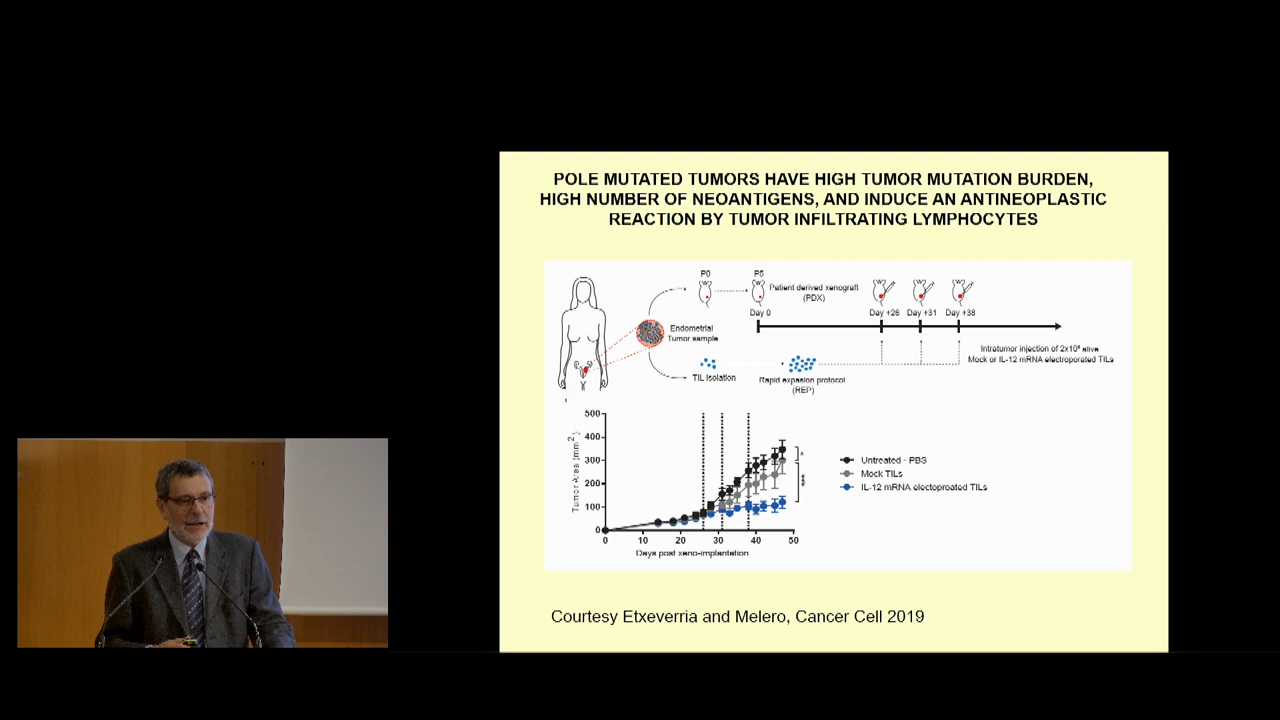 POLE MUTATED TUMORS HAVE HIGH TUMOR MUTATION BURDEN,
HIGH NUMBER OF NEOANTIGENS, AND INDUCE AN ANTINEOPLASTIC
REACTION BY TUMOR INFILTRATING LYMPHOCYTES
P0
P5
Patient derived xenograft
(PDX)
Day 0
Day +26
Day +31
Day +38
Endometrial
Tumor sample
Intratumor injection of 2x10⁶ alive
Mock or IL-12 mRNA electroporated TILs
TIL Isolation
Rapid expasion protocol
(REP)
Tumor Area (mm²)
500
400
300
200
100
0
0
10
20
30
40
50
Days post xeno-implantation
*
***
Untreated - PBS
Mock TILs
IL-12 mRNA electoproated TILs
Courtesy Etxeverria and Melero, Cancer Cell 2019